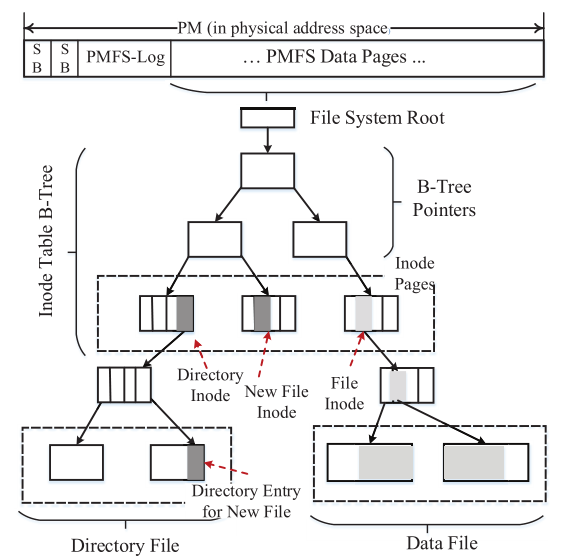 PM (in physical address space
S
B
S
B
PMFS-Log
... PMFS Data Pages ...
File System Root
Inode Table B-Tree
B-Tree
Pointers
Inode
Pages
Directory
Inode
New File
Inode
File
Inode
Directory Entry
for New File
Directory File
Data File